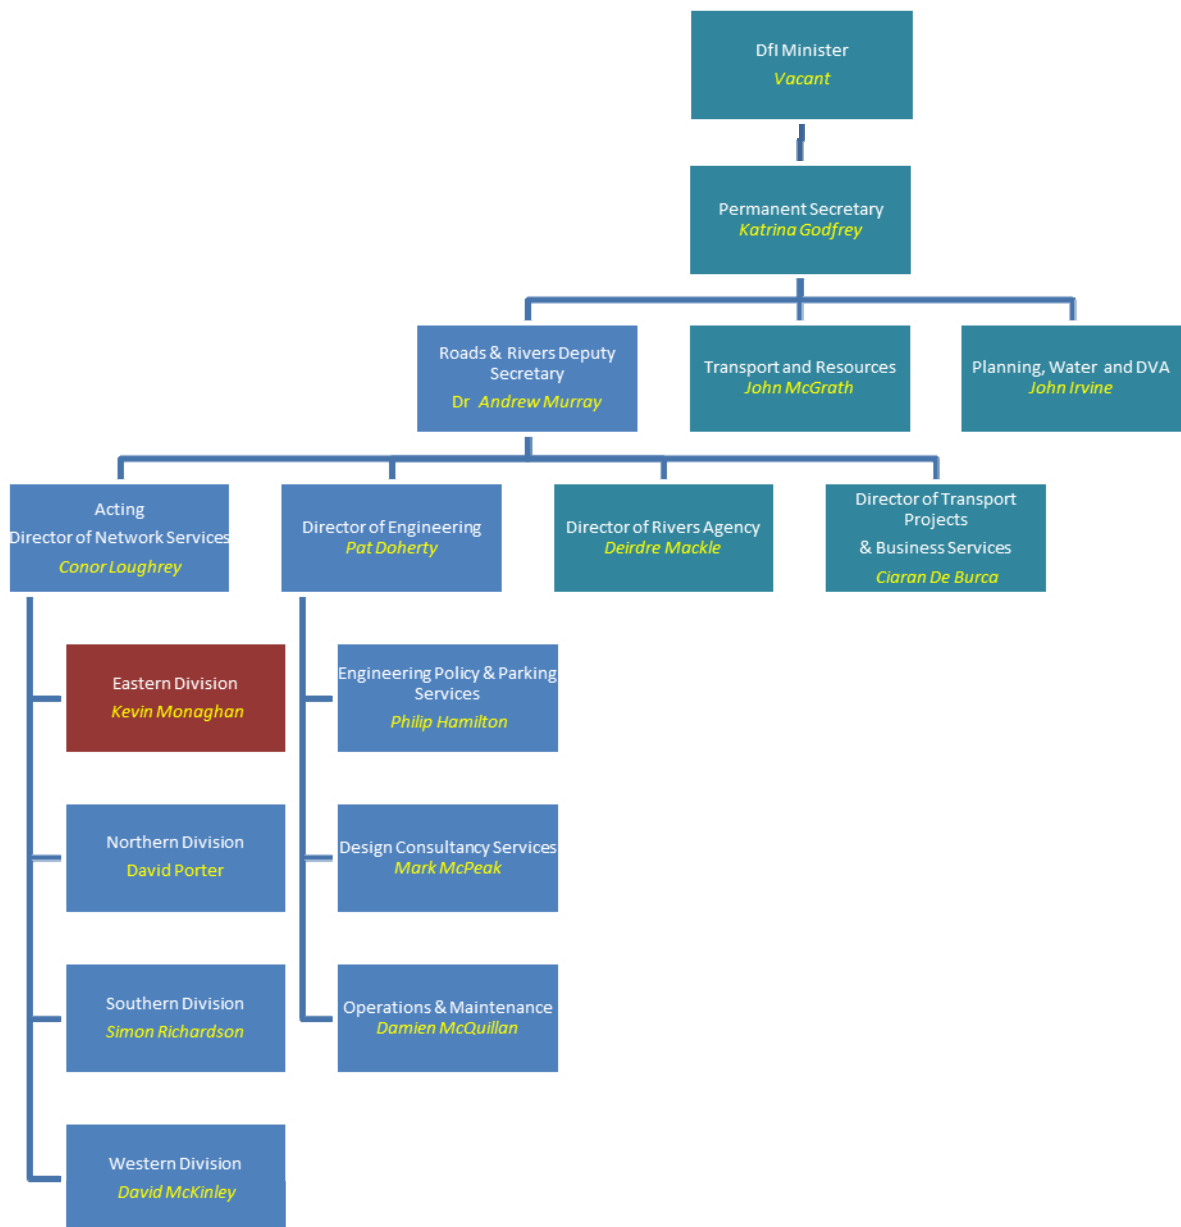 DfI Minister
Vacant
Permanent Secretary
Katrina Godfrey
Roads & Rivers Deputy
Secretary
Dr Andrew Murray
Transport and Resources
John McGrath
Planning, Water and DVA
John Irvine
Acting
Director of Network Services
Conor Loughrey
Director of Engineering
Pat Doherty
Director of Rivers Agency
Deirdre Mackle
Director of Transport
Projects
& Business Services
Ciaran De Burca
Eastern Division
Kevin Monaghan
Engineering Policy & Parking
Services
Philip Hamilton
Northern Division
David Porter
Design Consultancy Services
Mark McPeak
Southern Division
Simon Richardson
Operations & Maintenance
Damien McQuillan
Western Division
David McKinley